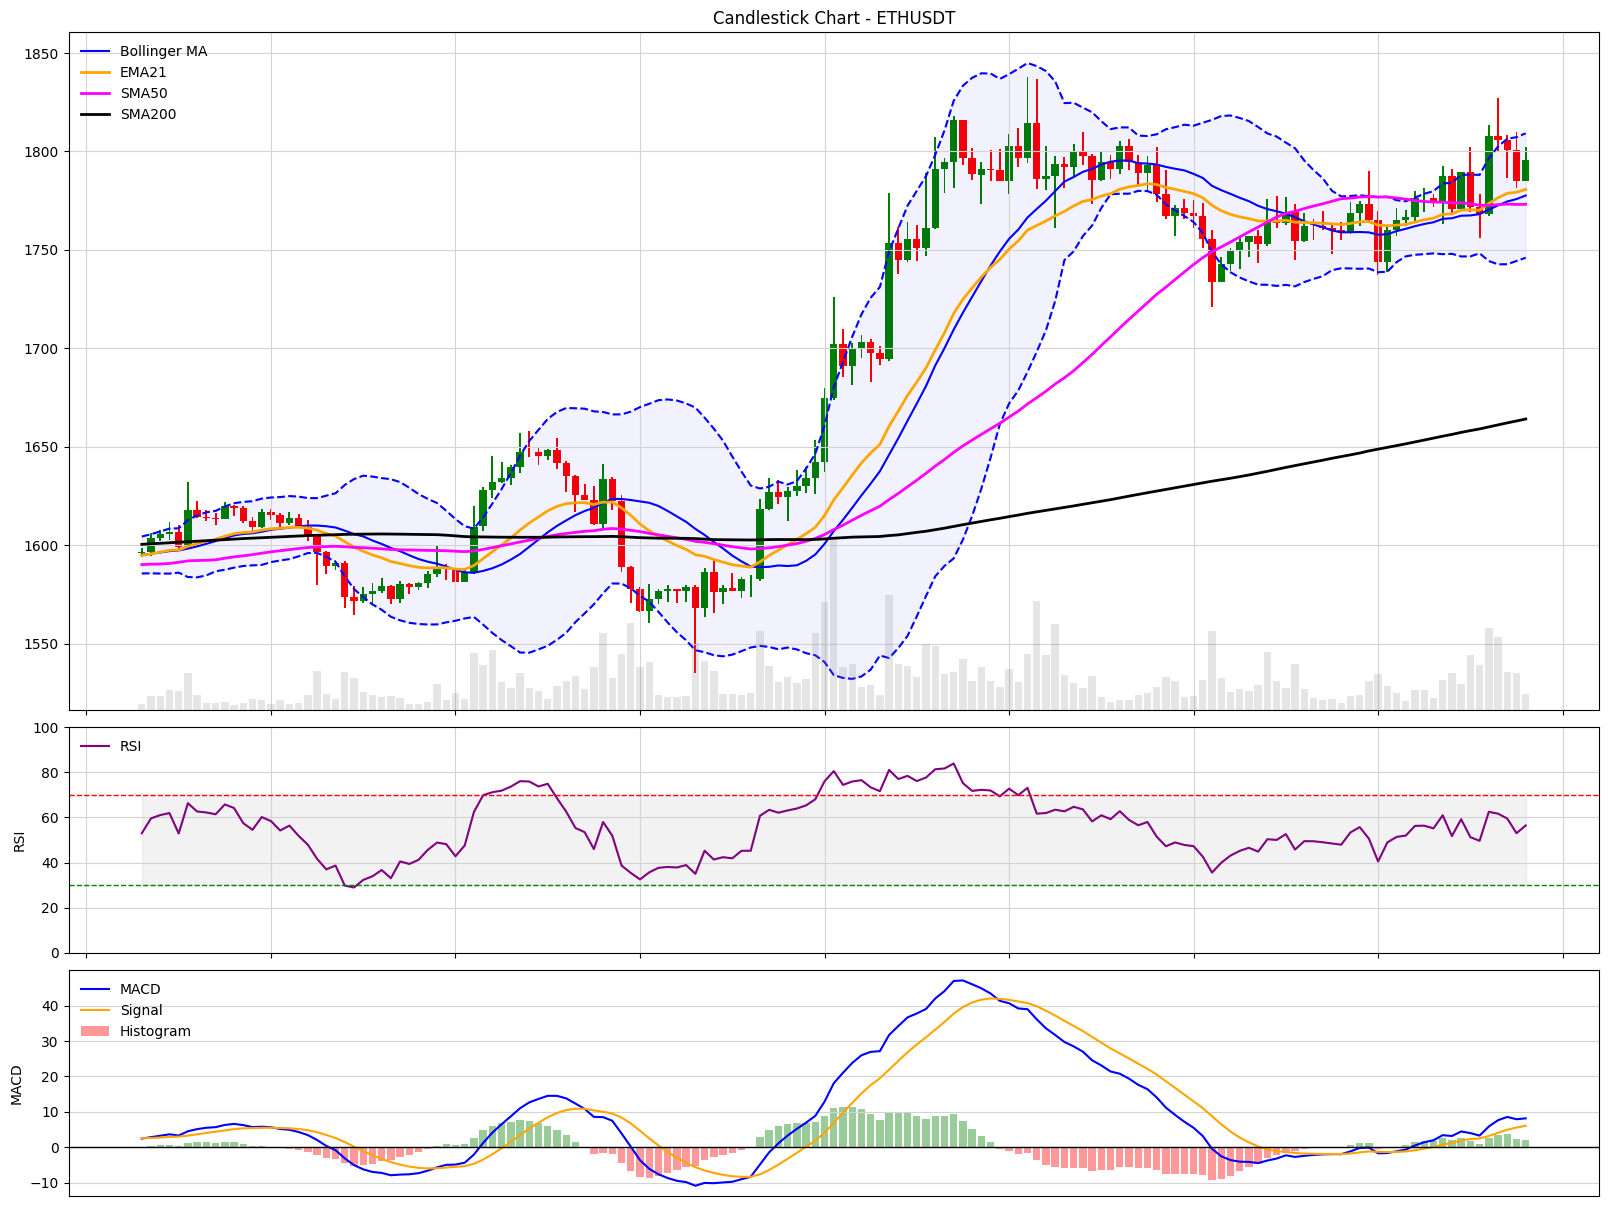 Candlestick Chart - ETHUSDT
1850
1800
1750
1700
1650
1600
1550
Bollinger MA
EMA21
SMA50
SMA200
100
80
60
40
20
0
RSI
RSI
40
30
20
10
0
−10
MACD
MACD
Signal
Histogram